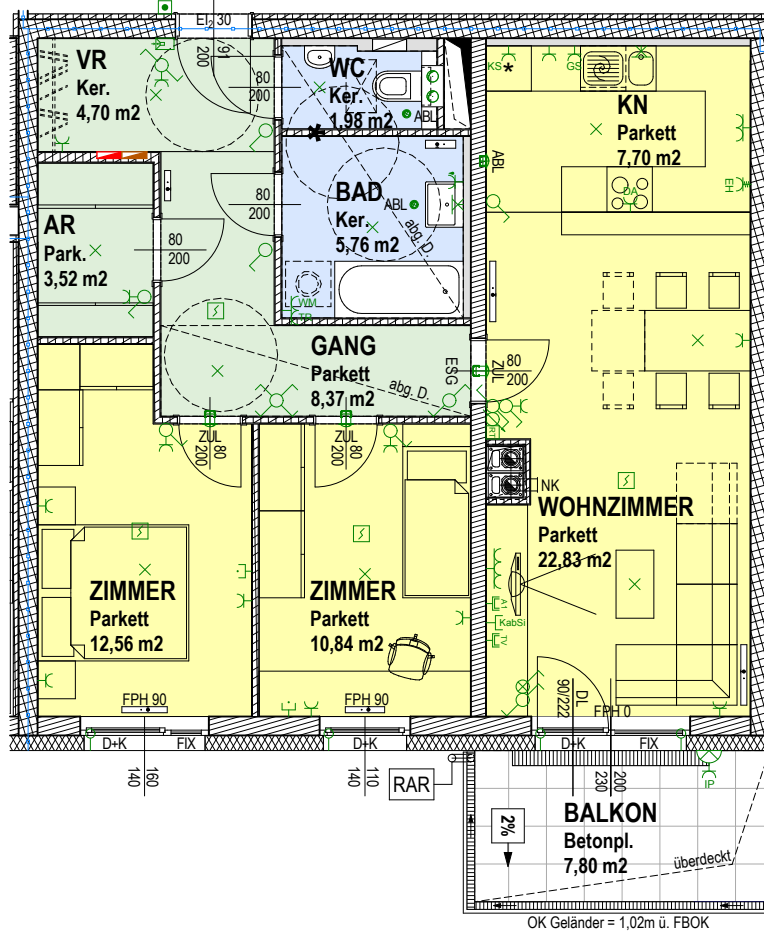 EI₂ 30
91
200
VR
Ker.
4,70 m2
80
200
WC
Ker.
1,98 m2
ABL
KS*
GS
KN
Parkett
7,70 m2
ABL
DA
EH
*
BAD
Ker.
5,76 m2
ABL
abg. D.
80
200
AR
Park.
3,52 m2
80
200
WM
TR
GANG
Parkett
8,37 m2
abg. D.
ESG
ZUL
80
200
ZUL
80
200
ZUL
80
200
RT
NK
WOHNZIMMER
Parkett
22,83 m2
ZIMMER
Parkett
12,56 m2
ZIMMER
Parkett
10,84 m2
KabSi
TV
FPH 90
FPH 90
DL
90/222
FPH 0
D+K
FIX
D+K
D+K
FIX
160
140
110
140
200
230
RAR
IP
2%
BALKON
Betonpl.
7,80 m2
überdeckt
OK Geländer = 1,02m ü. FBOK